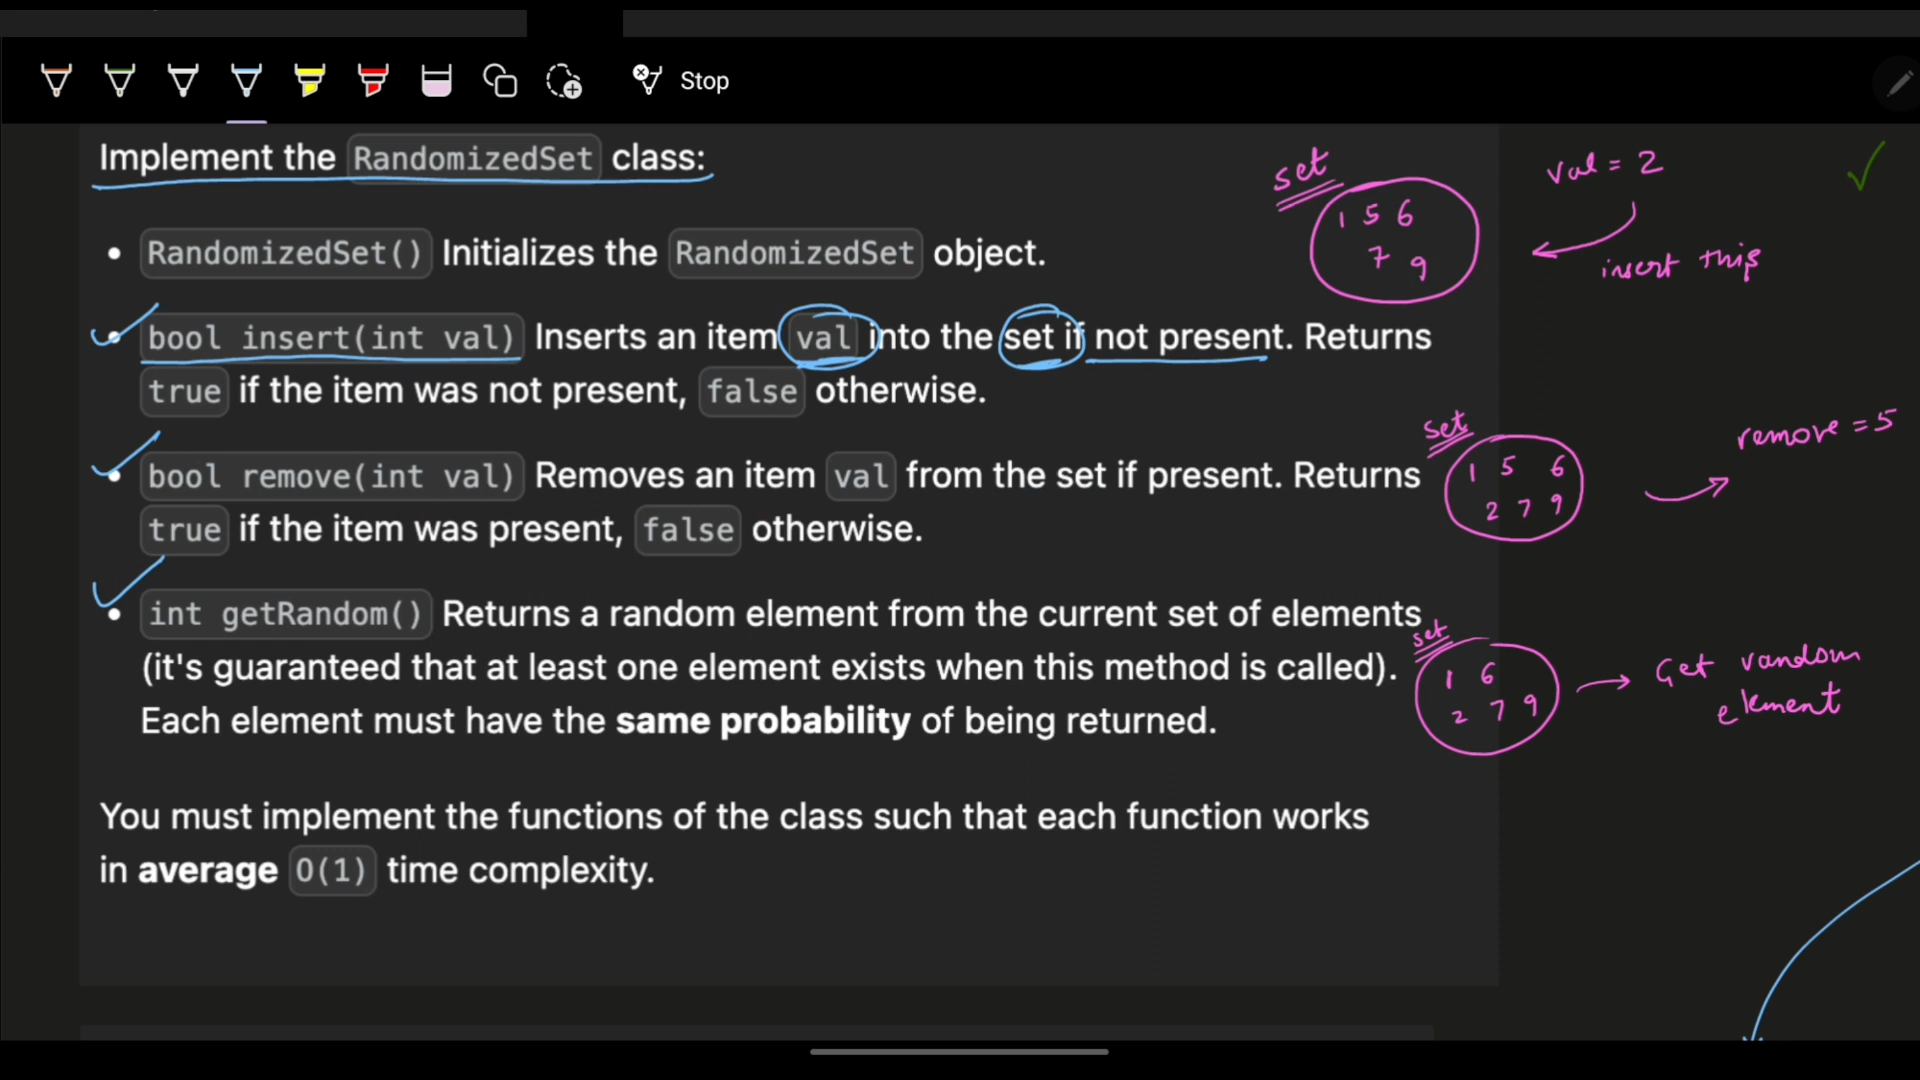 Stop
Implement the RandomizedSet class:
RandomizedSet() Initializes the RandomizedSet object.
bool insert(int val) Inserts an item val into the set if not present. Returns
true if the item was not present, false otherwise.
bool remove(int val) Removes an item val from the set if present. Returns
true if the item was present, false otherwise.
int getRandom() Returns a random element from the current set of elements
(it's guaranteed that at least one element exists when this method is called).
Each element must have the same probability of being returned.
You must implement the functions of the class such that each function works
in average O(1) time complexity.
set
1 5 6
7 9
val = 2
insert this
set
1 5 6
2 7 9
remove = 5
set
1 6
2 7 9
Get random
element